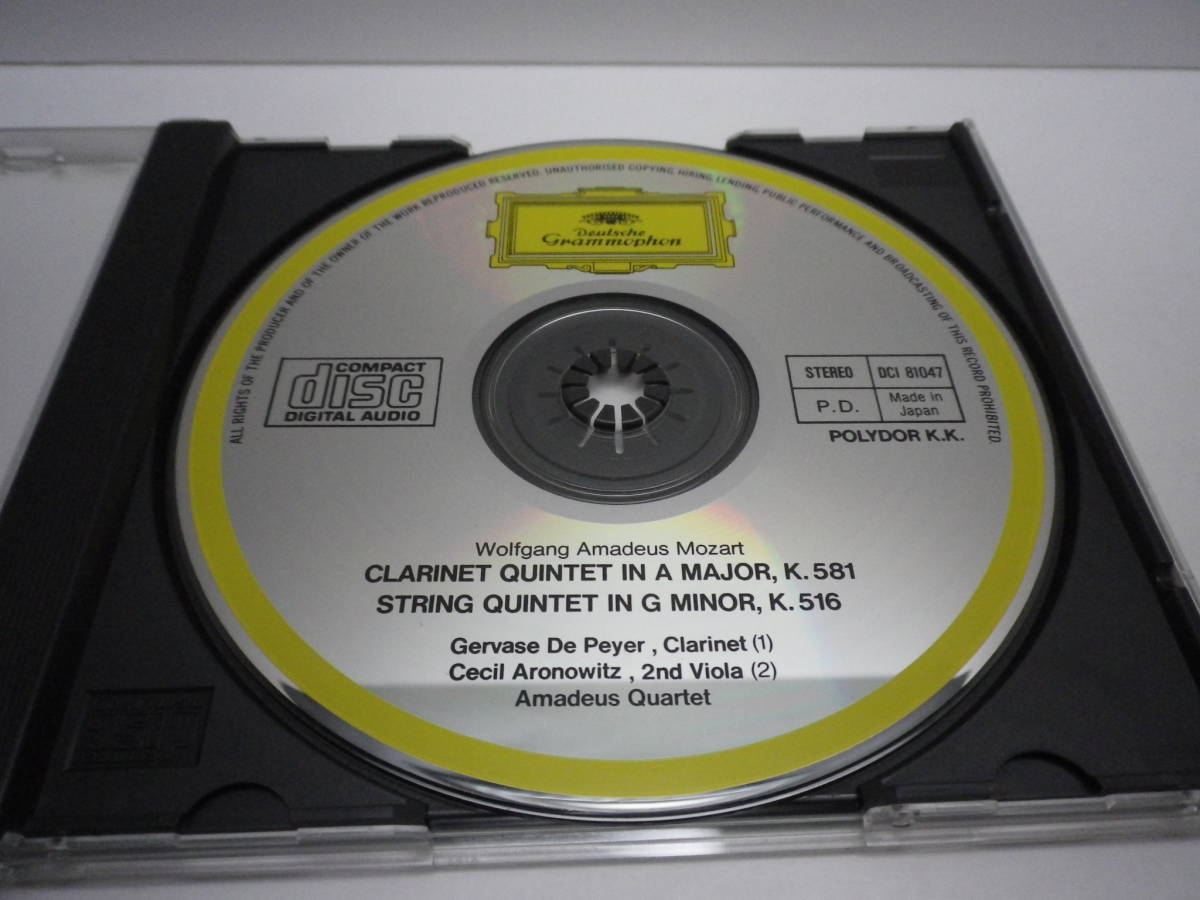 ALL RIGHTS OF THE PRODUCER AND OF THE OWNER OF THE WORK REPRODUCED RESERVED. UNAUTHORISED COPYING, HIRING, LENDING, PUBLIC PERFORMANCE AND BROADCASTING OF THIS RECORD PROHIBITED.
Deutsche
Grammophon
COMPACT
disc
DIGITAL AUDIO
STEREO DCI 81047
P.D. Made in
Japan
POLYDOR K.K.
Wolfgang Amadeus Mozart
CLARINET QUINTET IN A MAJOR, K. 581
STRING QUINTET IN G MINOR, K. 516
Gervase De Peyer , Clarinet (1)
Cecil Aronowitz , 2nd Viola (2)
Amadeus Quartet